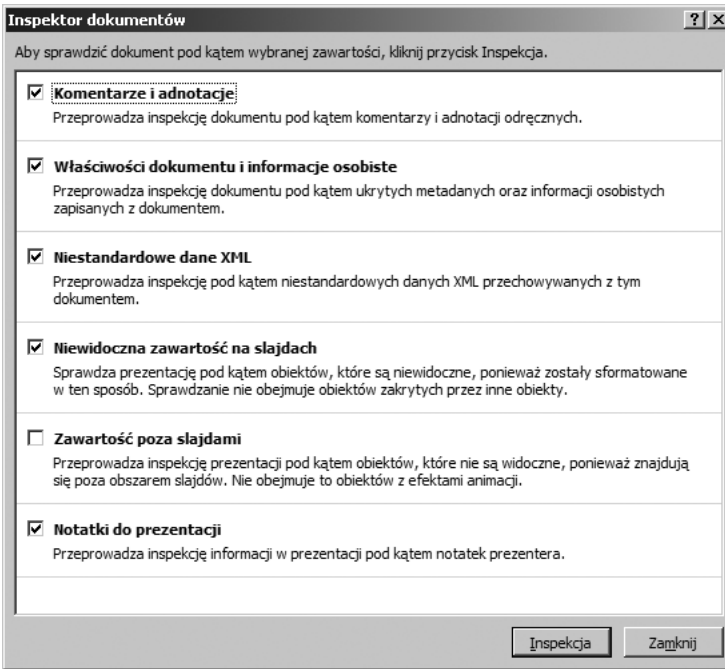 Inspektor dokumentów
Aby sprawdzić dokument pod kątem wybranej zawartości, kliknij przycisk Inspekcja.
Komentarze i adnotacje
Przeprowadza inspekcję dokumentu pod kątem komentarzy i adnotacji odręcznych.
Właściwości dokumentu i informacje osobiste
Przeprowadza inspekcję dokumentu pod kątem ukrytych metadanych oraz informacji osobistych
zapisanych z dokumentem.
Niestandardowe dane XML
Przeprowadza inspekcję pod kątem niestandardowych danych XML przechowywanych z tym
dokumentem.
Niewidoczna zawartość na slajdach
Sprawdza prezentację pod kątem obiektów, które są niewidoczne, ponieważ zostały sformatowane
w ten sposób. Sprawdzanie nie obejmuje obiektów zakrytych przez inne obiekty.
Zawartość poza slajdami
Przeprowadza inspekcję prezentacji pod kątem obiektów, które nie są widoczne, ponieważ znajdują
się poza obszarem slajdów. Nie obejmuje to obiektów z efektami animacji.
Notatki do prezentacji
Przeprowadza inspekcję informacji w prezentacji pod kątem notatek prezentera.
Inspekcja Zamknij